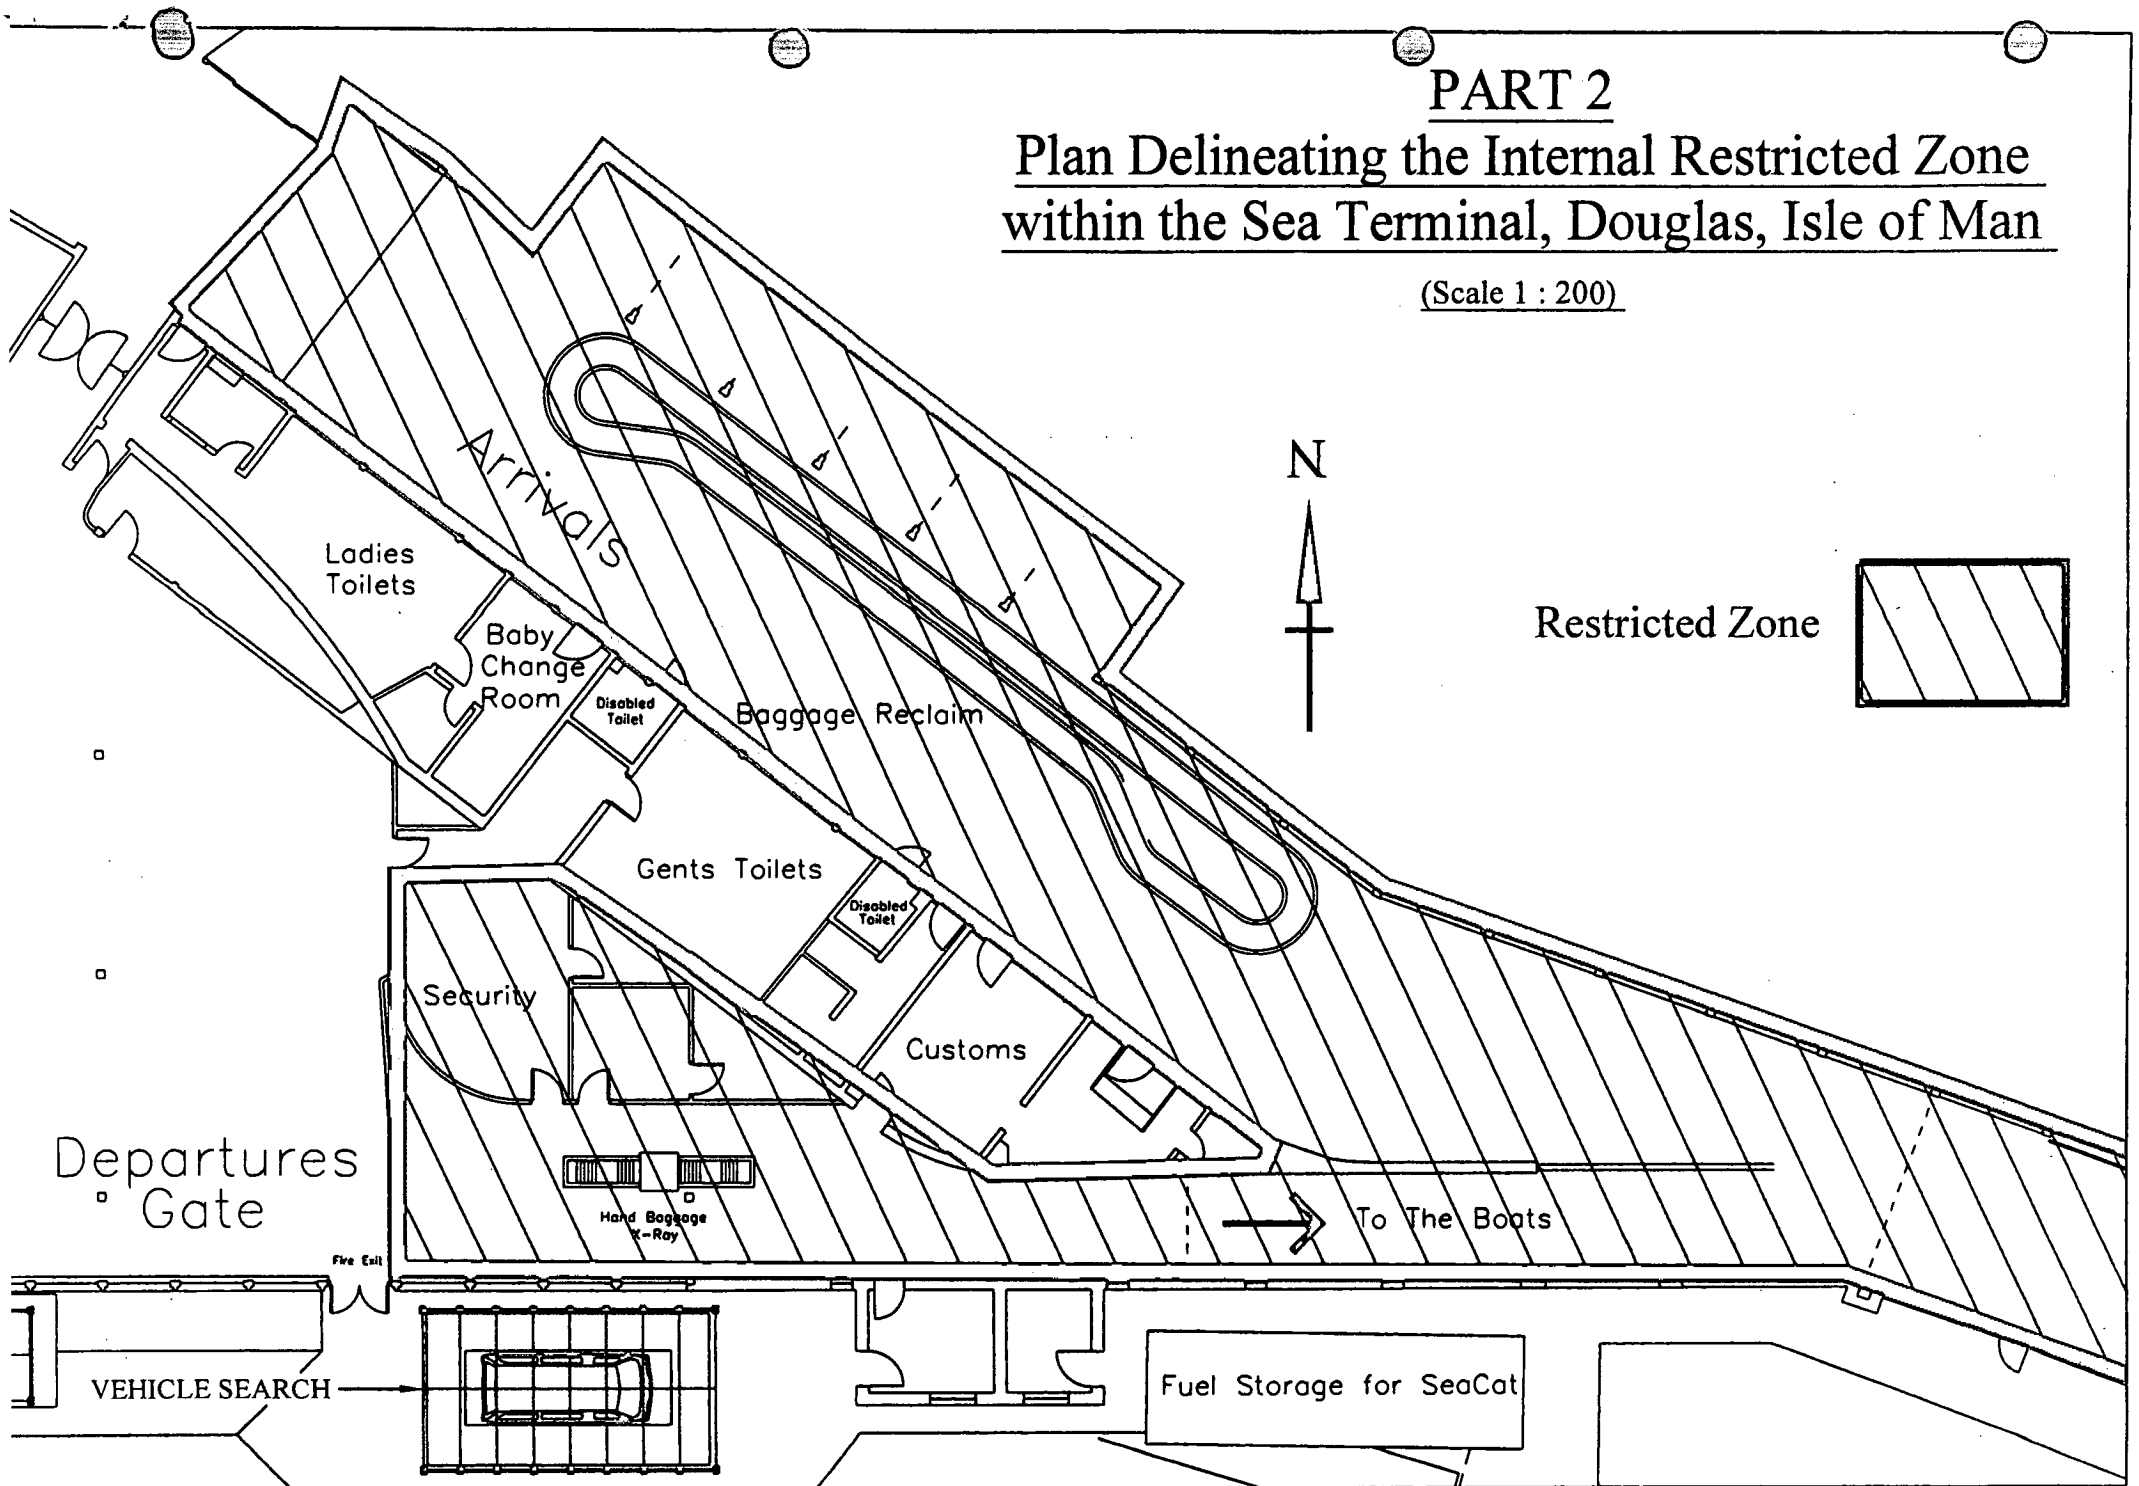 PART 2
Plan Delineating the Internal Restricted Zone
within the Sea Terminal, Douglas, Isle of Man
(Scale 1 : 200)
N
Restricted Zone
Arrivals
Ladies
Toilets
Baby
Change
Room
Disabled
Toilet
Baggage Reclaim
Gents Toilets
Disabled
Toilet
Security
Customs
Departures
Gate
Hand Baggage
X-Ray
To The Boats
Fire Exit
VEHICLE SEARCH
Fuel Storage for SeaCat